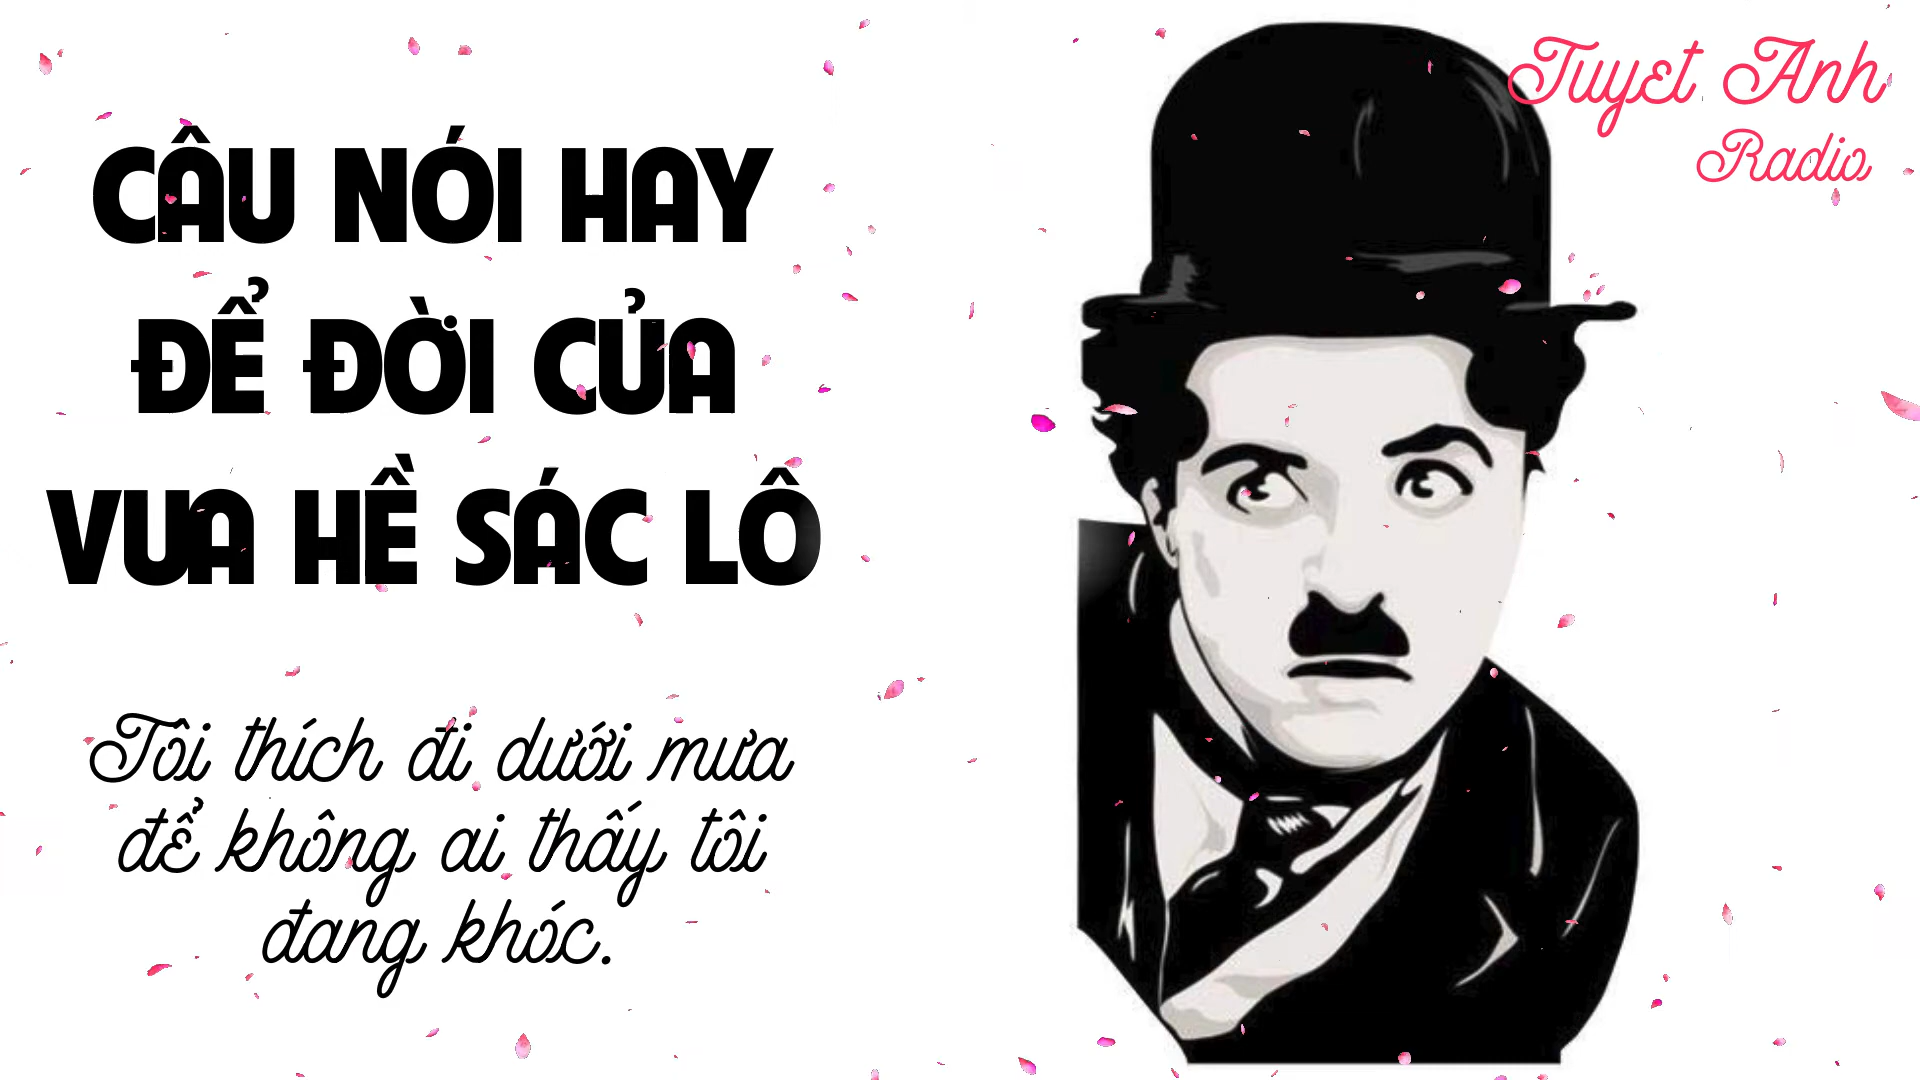 CÂU NÓI HAY
ĐỂ ĐỜI CỦA
VUA HỀ SÁC LÔ
Tôi thích đi dưới mưa
để không ai thấy tôi
đang khóc.
Tuyet Anh
Radio